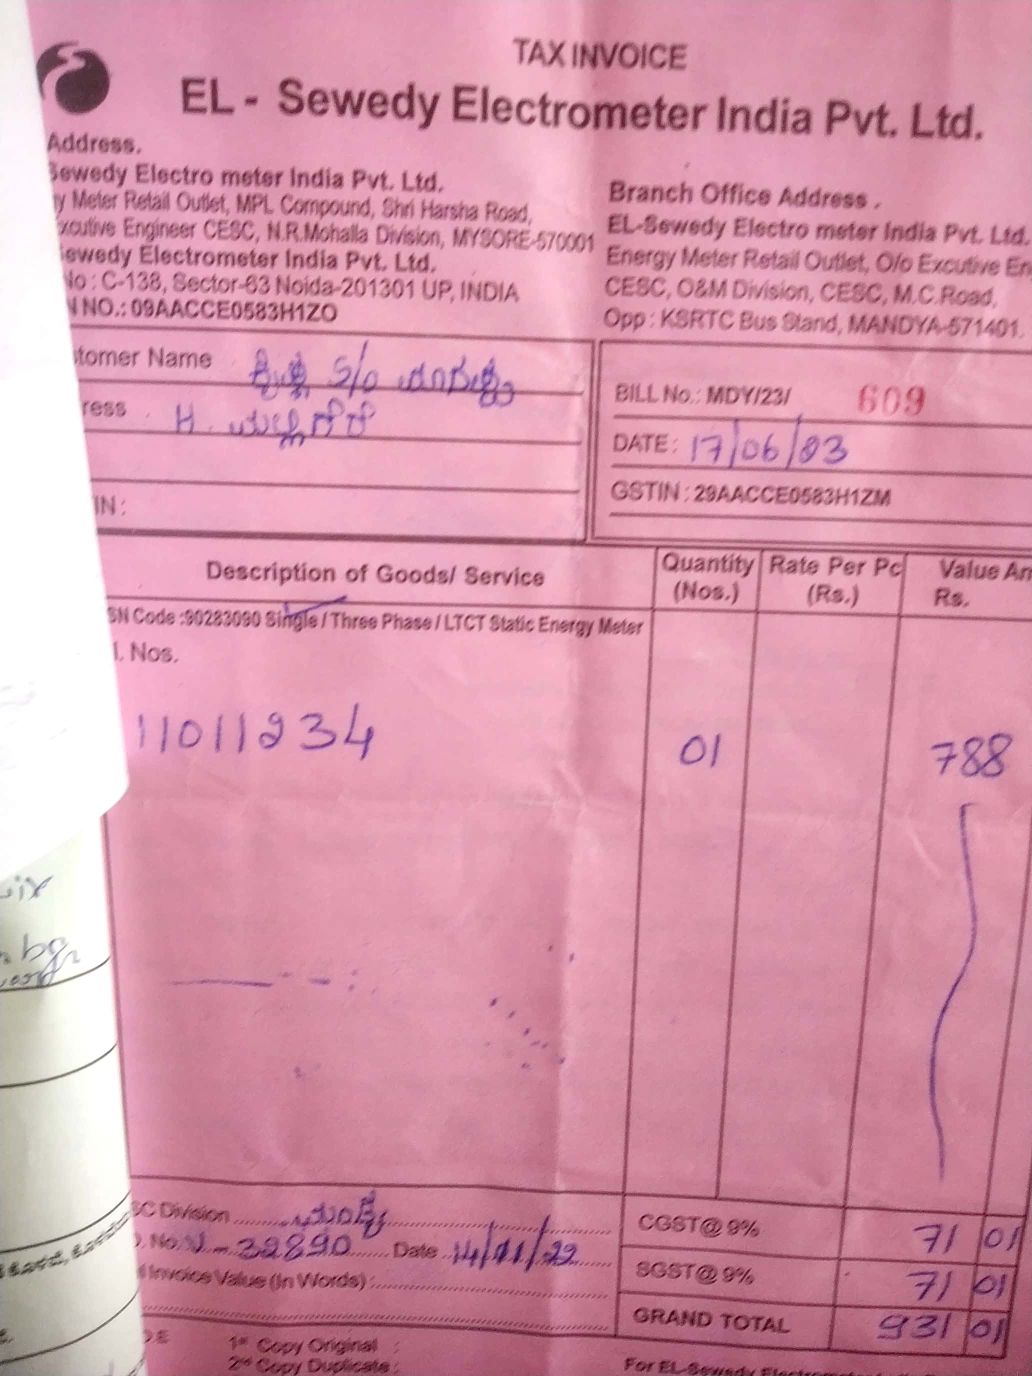 TAX INVOICE
EL - Sewedy Electrometer India Pvt. Ltd.
Address.
Sewedy Electro meter India Pvt. Ltd.
y Meter Retail Outlet, MPL Compound, Shri Harsha Road,
xcutive Engineer CESC, N.R.Mohalla Division, MYSORE-570001
Sewedy Electrometer India Pvt. Ltd.
No : C-138, Sector-63 Noida-201301 UP, INDIA
N NO.: 09AACCE0583H1ZO
Branch Office Address .
EL-Sewedy Electro meter India Pvt. Ltd.
Energy Meter Retail Outlet, O/o Excutive En
CESC, O&M Division, CESC, M.C.Road,
Opp : KSRTC Bus Stand, MANDYA-571401.
tomer Name S/o
ress H.
IN :
BILL No.: MDY/23/ 609
DATE : 17/06/23
GSTIN : 29AACCE0583H1ZM
Description of Goods/ Service
Quantity (Nos.)
Rate Per Pc (Rs.)
Value Am
Rs.
SN Code :90283090 Single / Three Phase / LTCT Static Energy Meter
l. Nos.
11011234 01 788
SC Division ಮಂಡ್ಯ
. No. V-32890 Date 14/11/22
l Invoice Value (In Words) :
CGST@ 9% 71 01
SGST@ 9% 71 01
GRAND TOTAL 931 01
1st Copy Original :
2nd Copy Duplicate :
For EL-Sewedy Electrometer